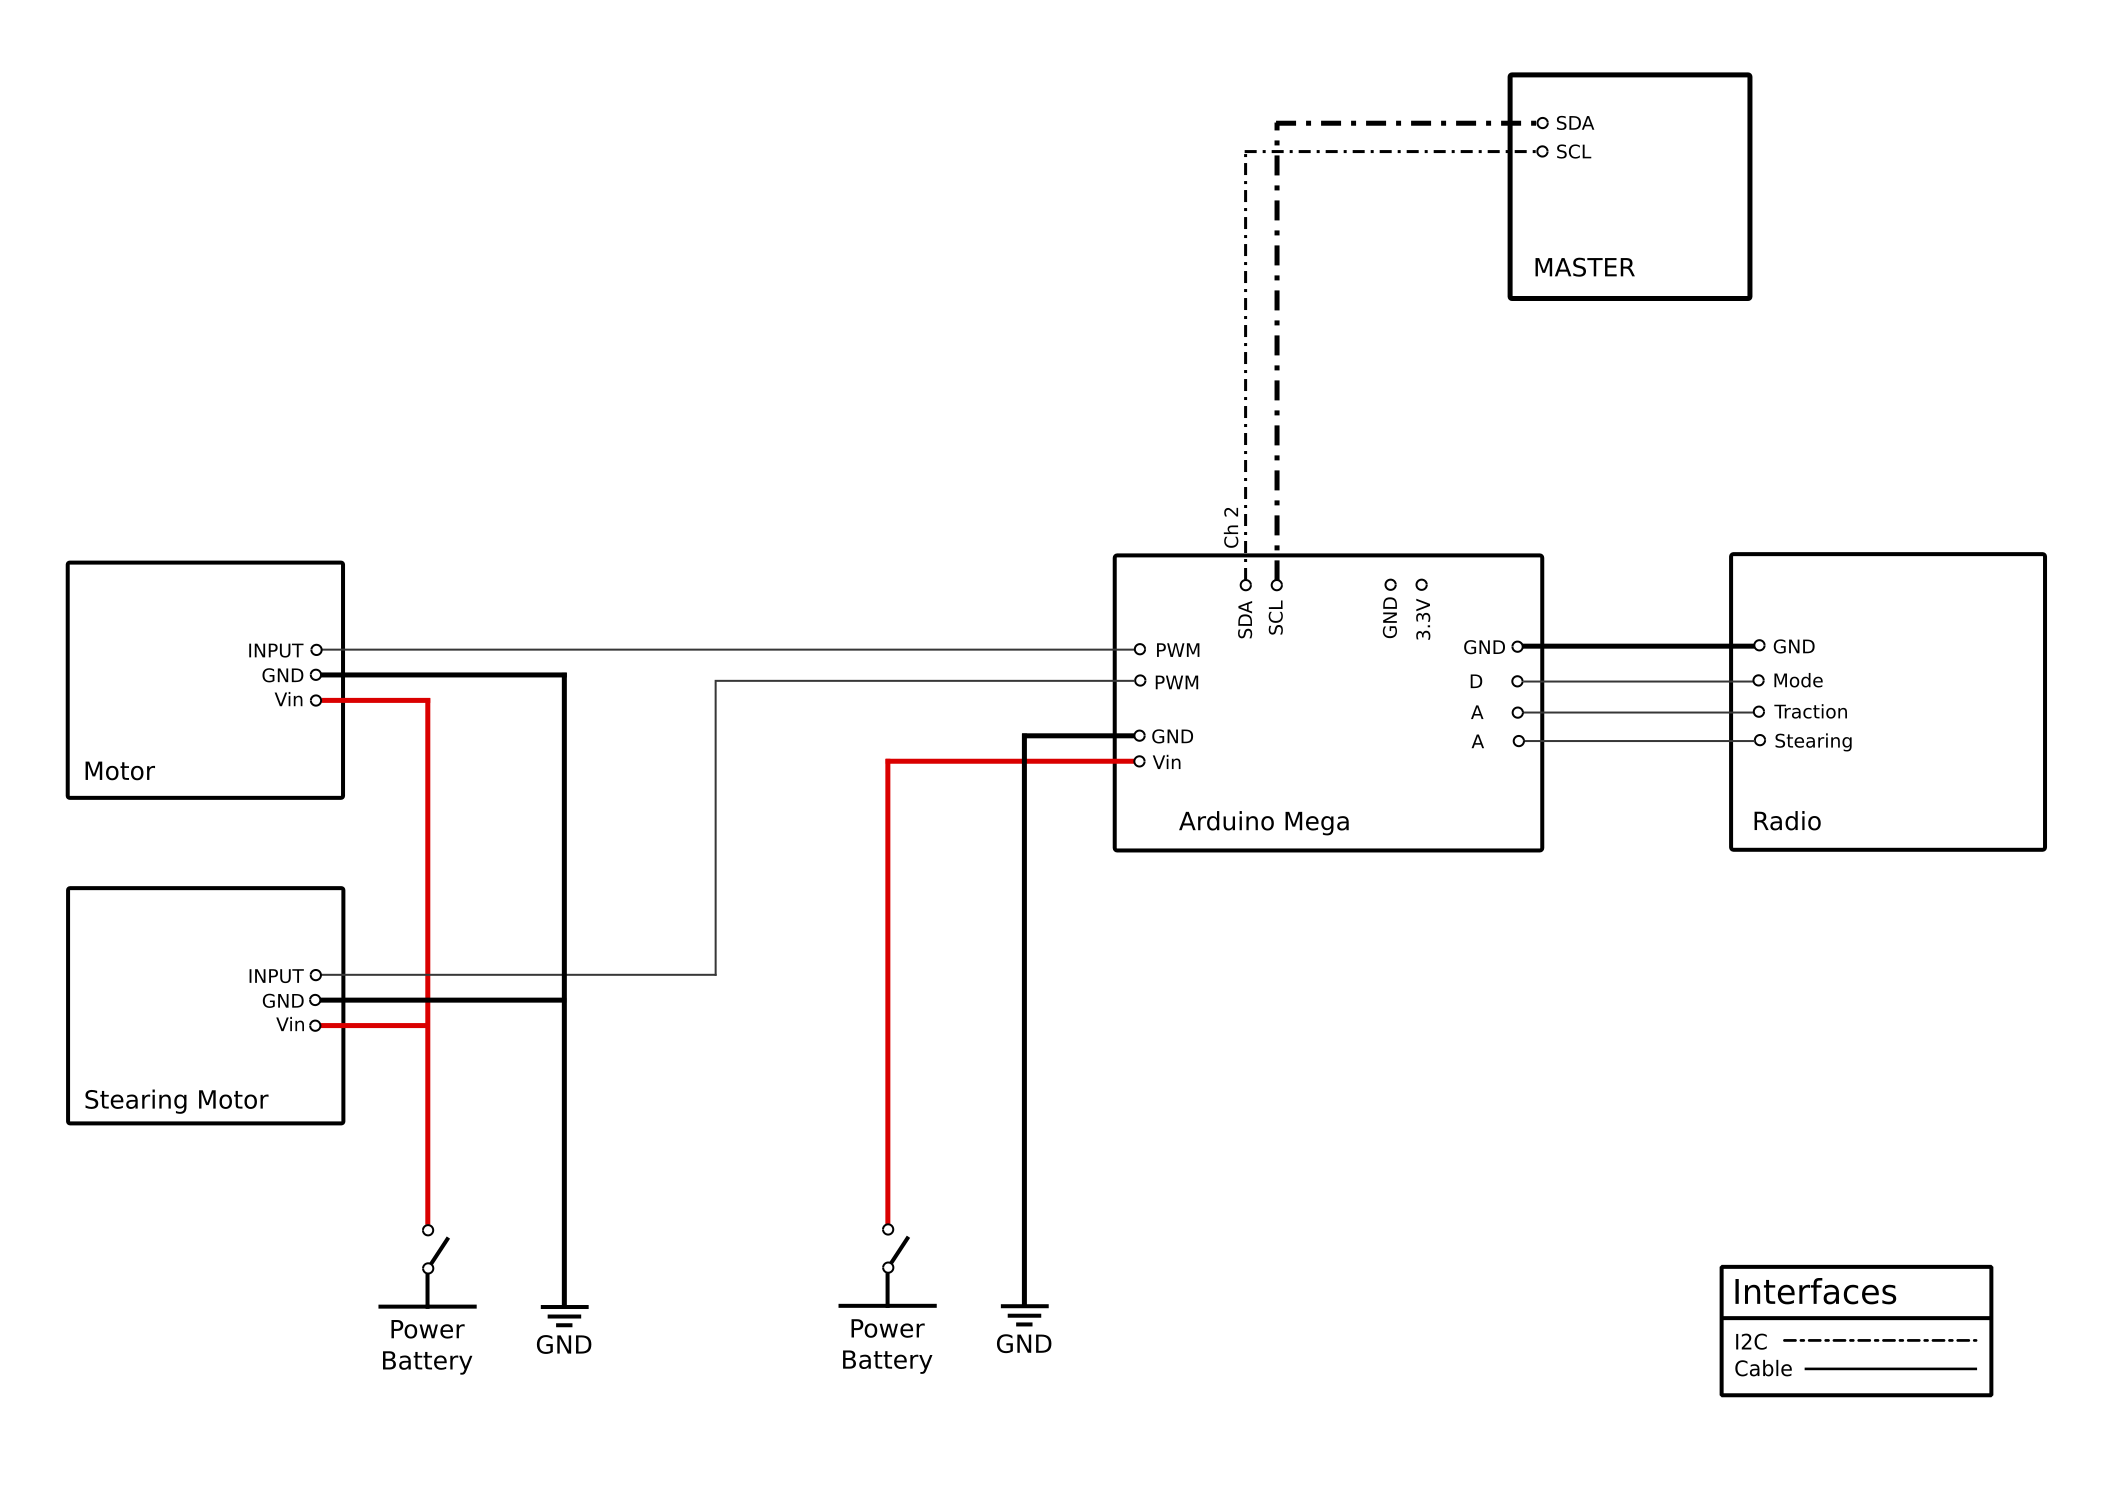 SDA
SCL
MASTER
Ch 2
SDA
SCL
GND
3.3V
INPUT
GND
Vin
Motor
PWM
PWM
GND
Vin
Arduino Mega
GND
D
A
A
GND
Mode
Traction
Stearing
Radio
INPUT
GND
Vin
Stearing Motor
Power
Battery
GND
Power
Battery
GND
Interfaces
I2C
Cable